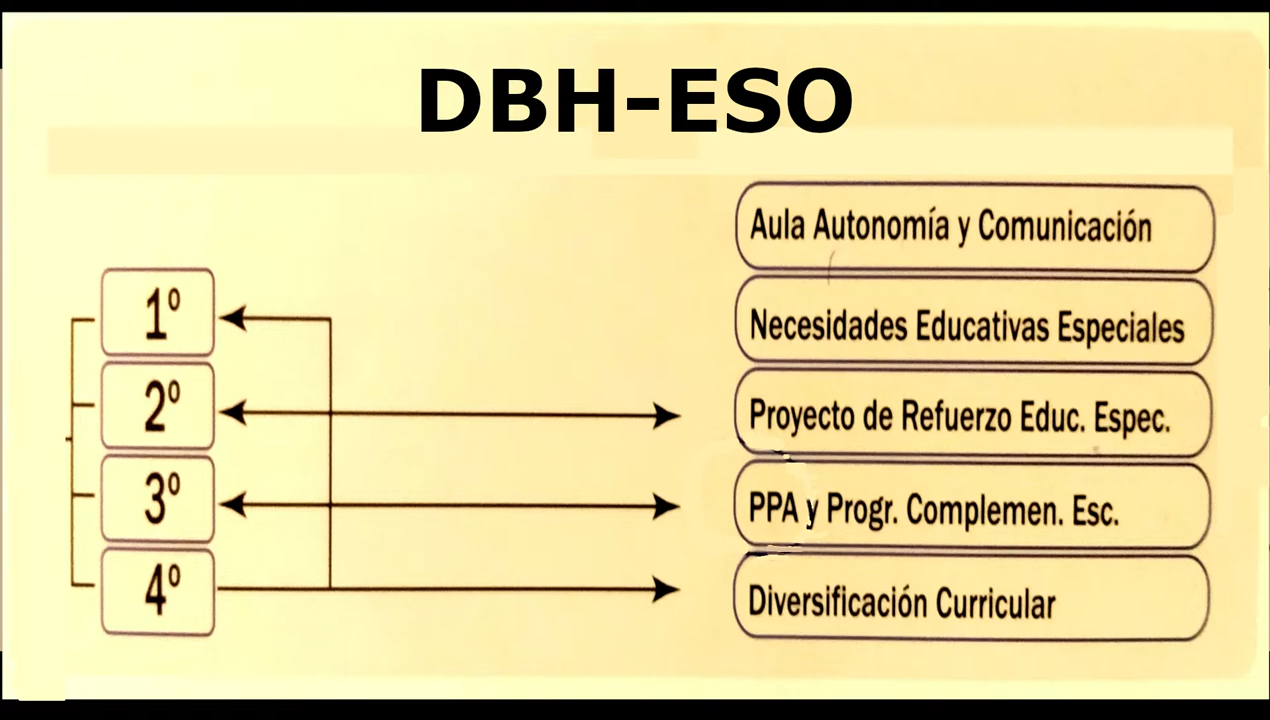 DBH-ESO
Aula Autonomía y Comunicación
1º
Necesidades Educativas Especiales
2º
Proyecto de Refuerzo Educ. Espec.
3º
PPA y Progr. Complemen. Esc.
4º
Diversificación Curricular